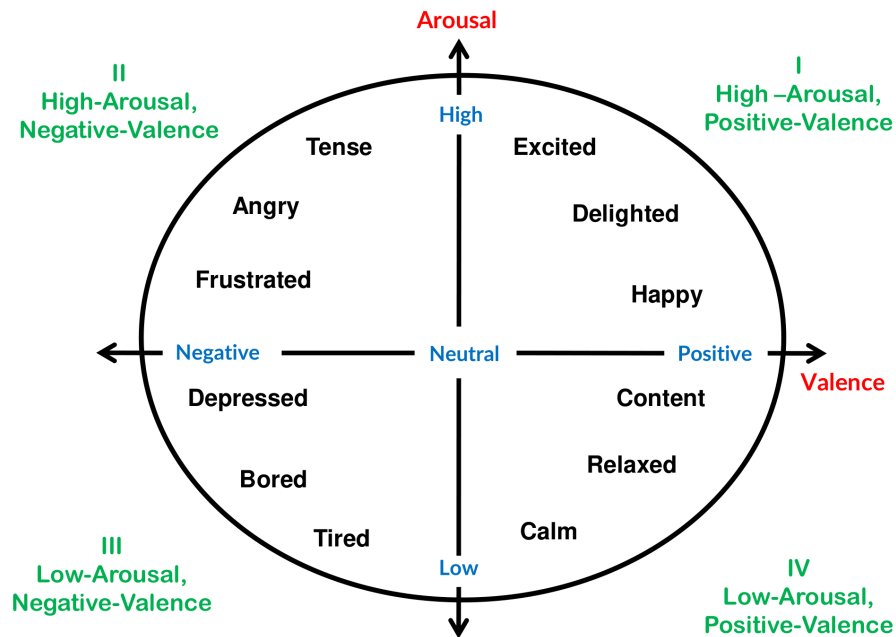 Arousal
II
High-Arousal,
Negative-Valence
I
High –Arousal,
Positive-Valence
High
Tense
Excited
Angry
Delighted
Frustrated
Happy
Negative
Neutral
Positive
Valence
Depressed
Content
Bored
Relaxed
Tired
Calm
III
Low-Arousal,
Negative-Valence
Low
IV
Low-Arousal,
Positive-Valence